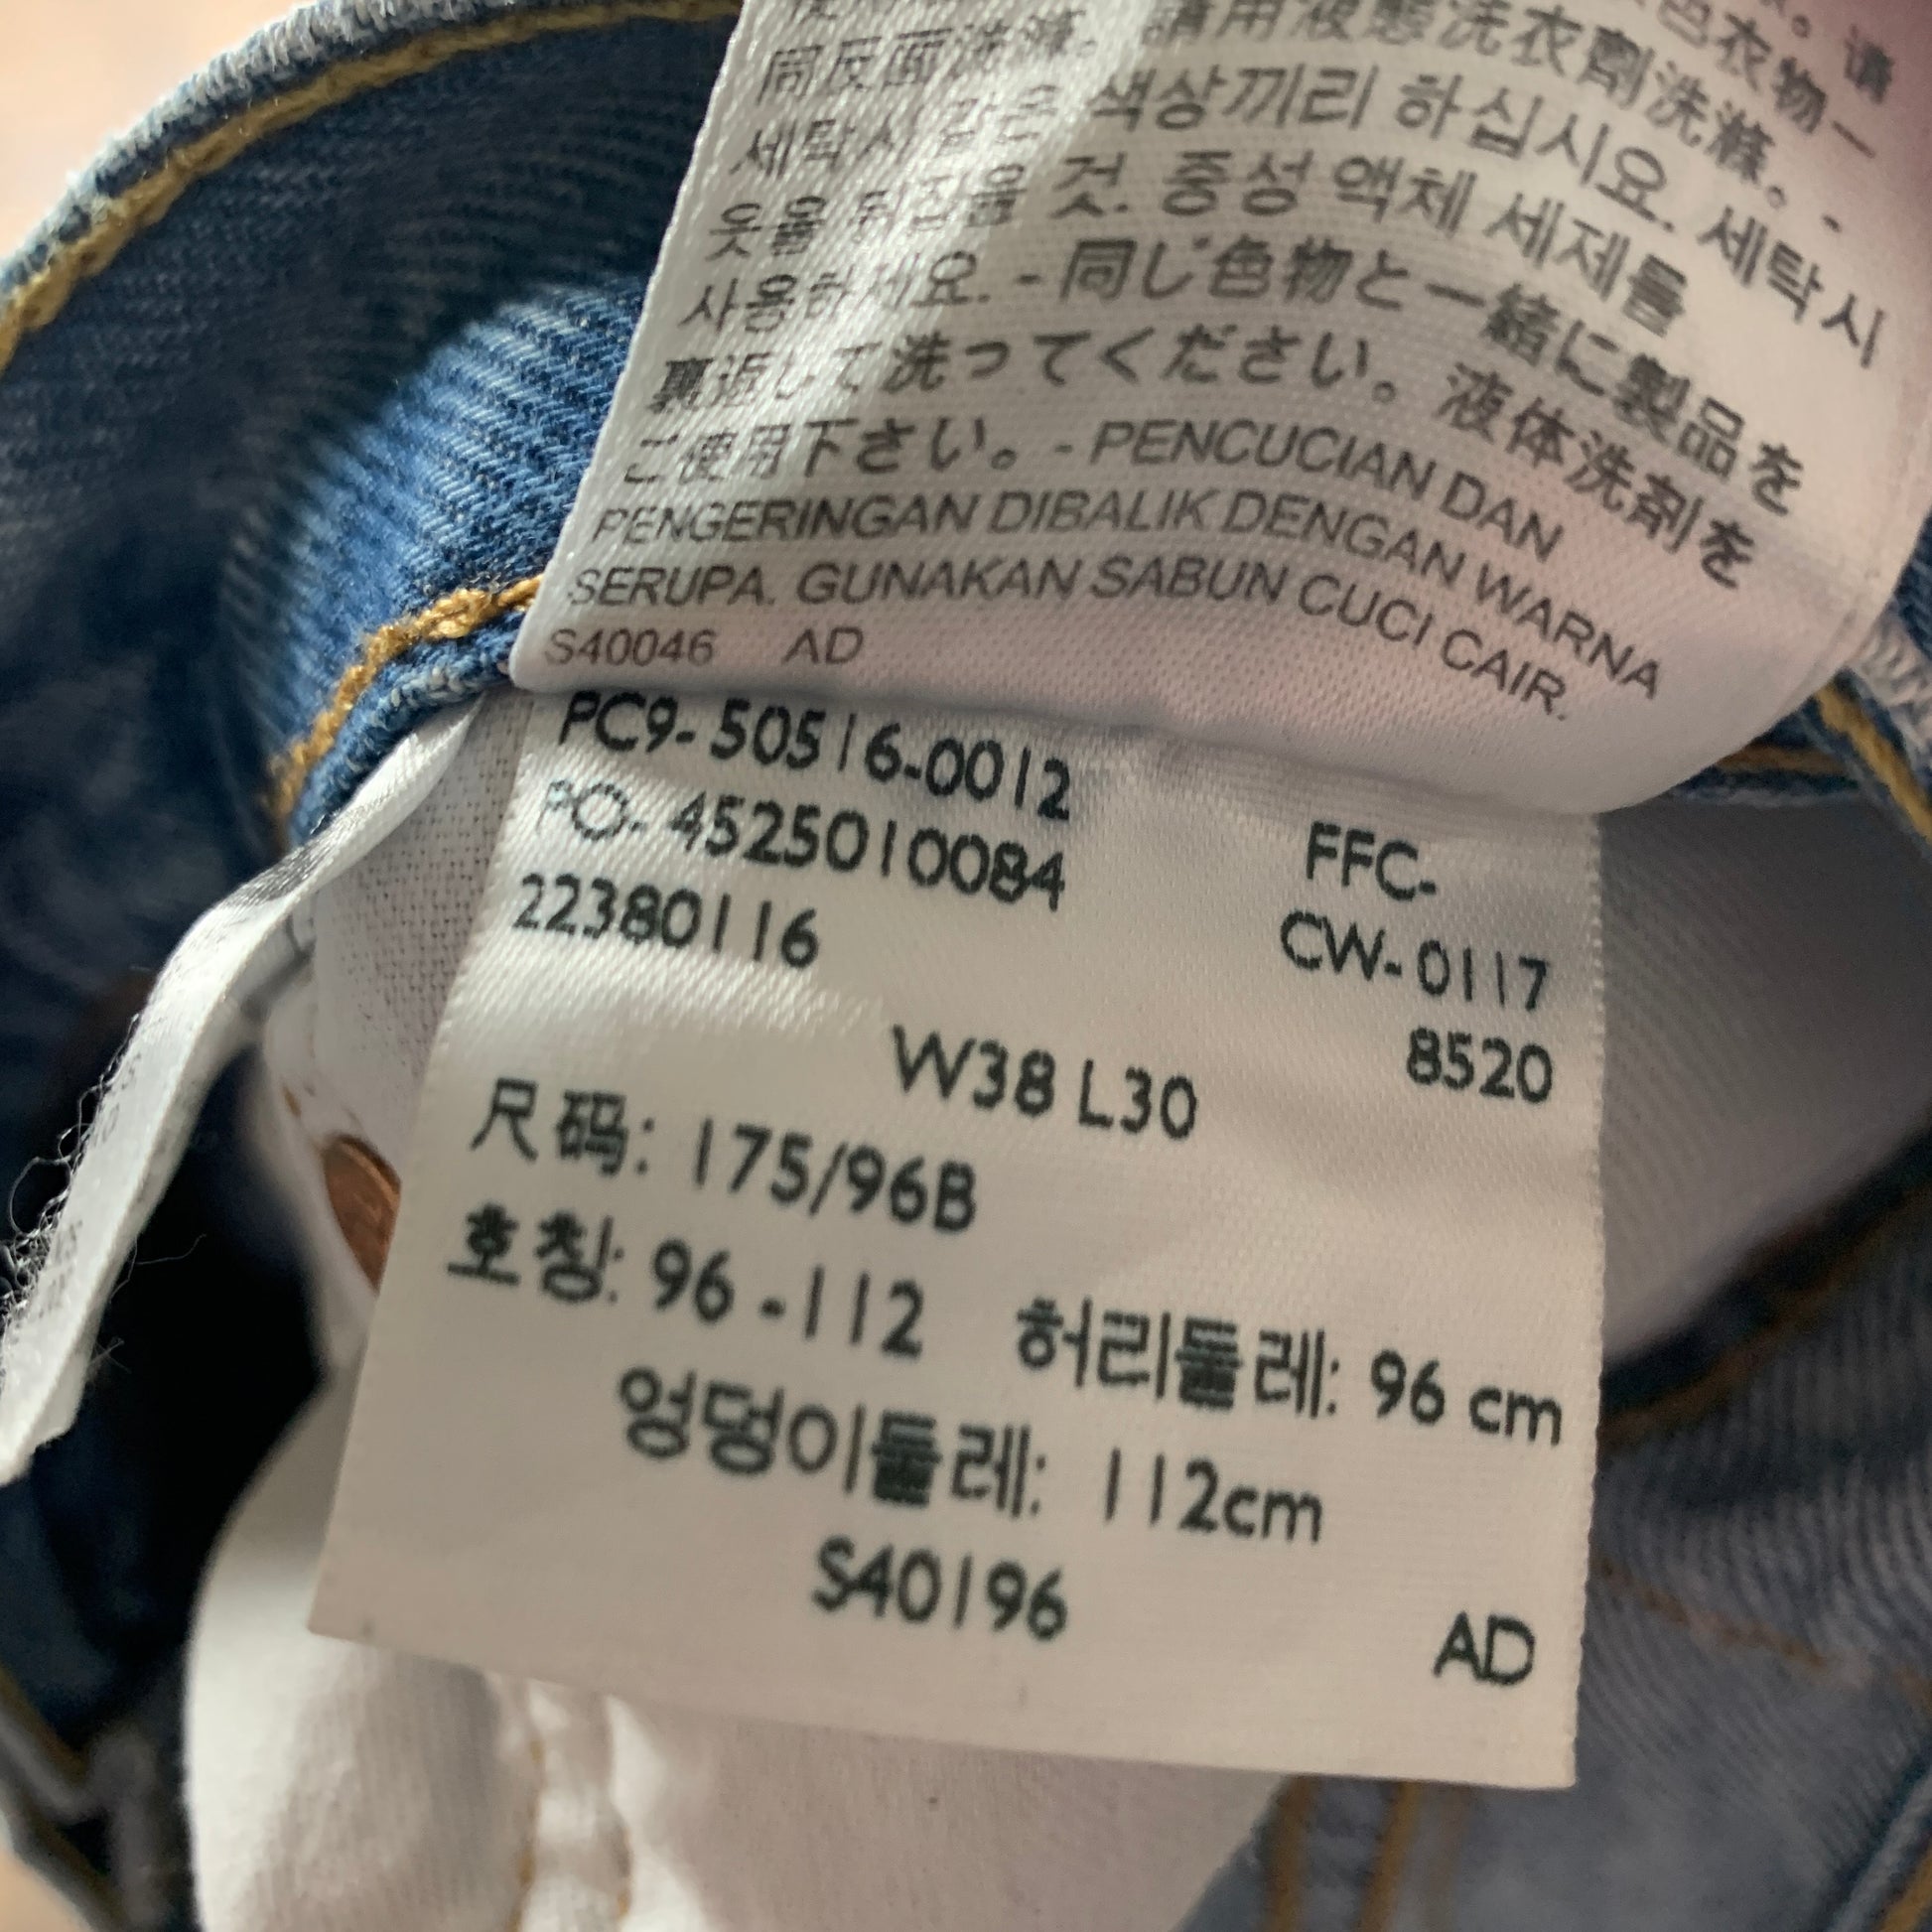 同反面洗滌。請用液態洗衣劑洗滌。-
세탁시 같은 색상끼리 하십시요. 세탁시
옷을 뒤집을 것. 중성 액체 세제를
사용하세요. - 同じ色物と一緒に製品を
裏返して洗ってください。液体洗剤を
ご使用下さい。- PENCUCIAN DAN
PENGERINGAN DIBALIK DENGAN WARNA
SERUPA. GUNAKAN SABUN CUCI CAIR.
S40046 AD
PC9-50516-0012
PO-4525010084 FFC-
22380116 CW-0117
8520
W38 L30
尺码: 175/96B
호칭: 96-112 허리둘레: 96 cm
엉덩이둘레: 112cm
S40196
AD